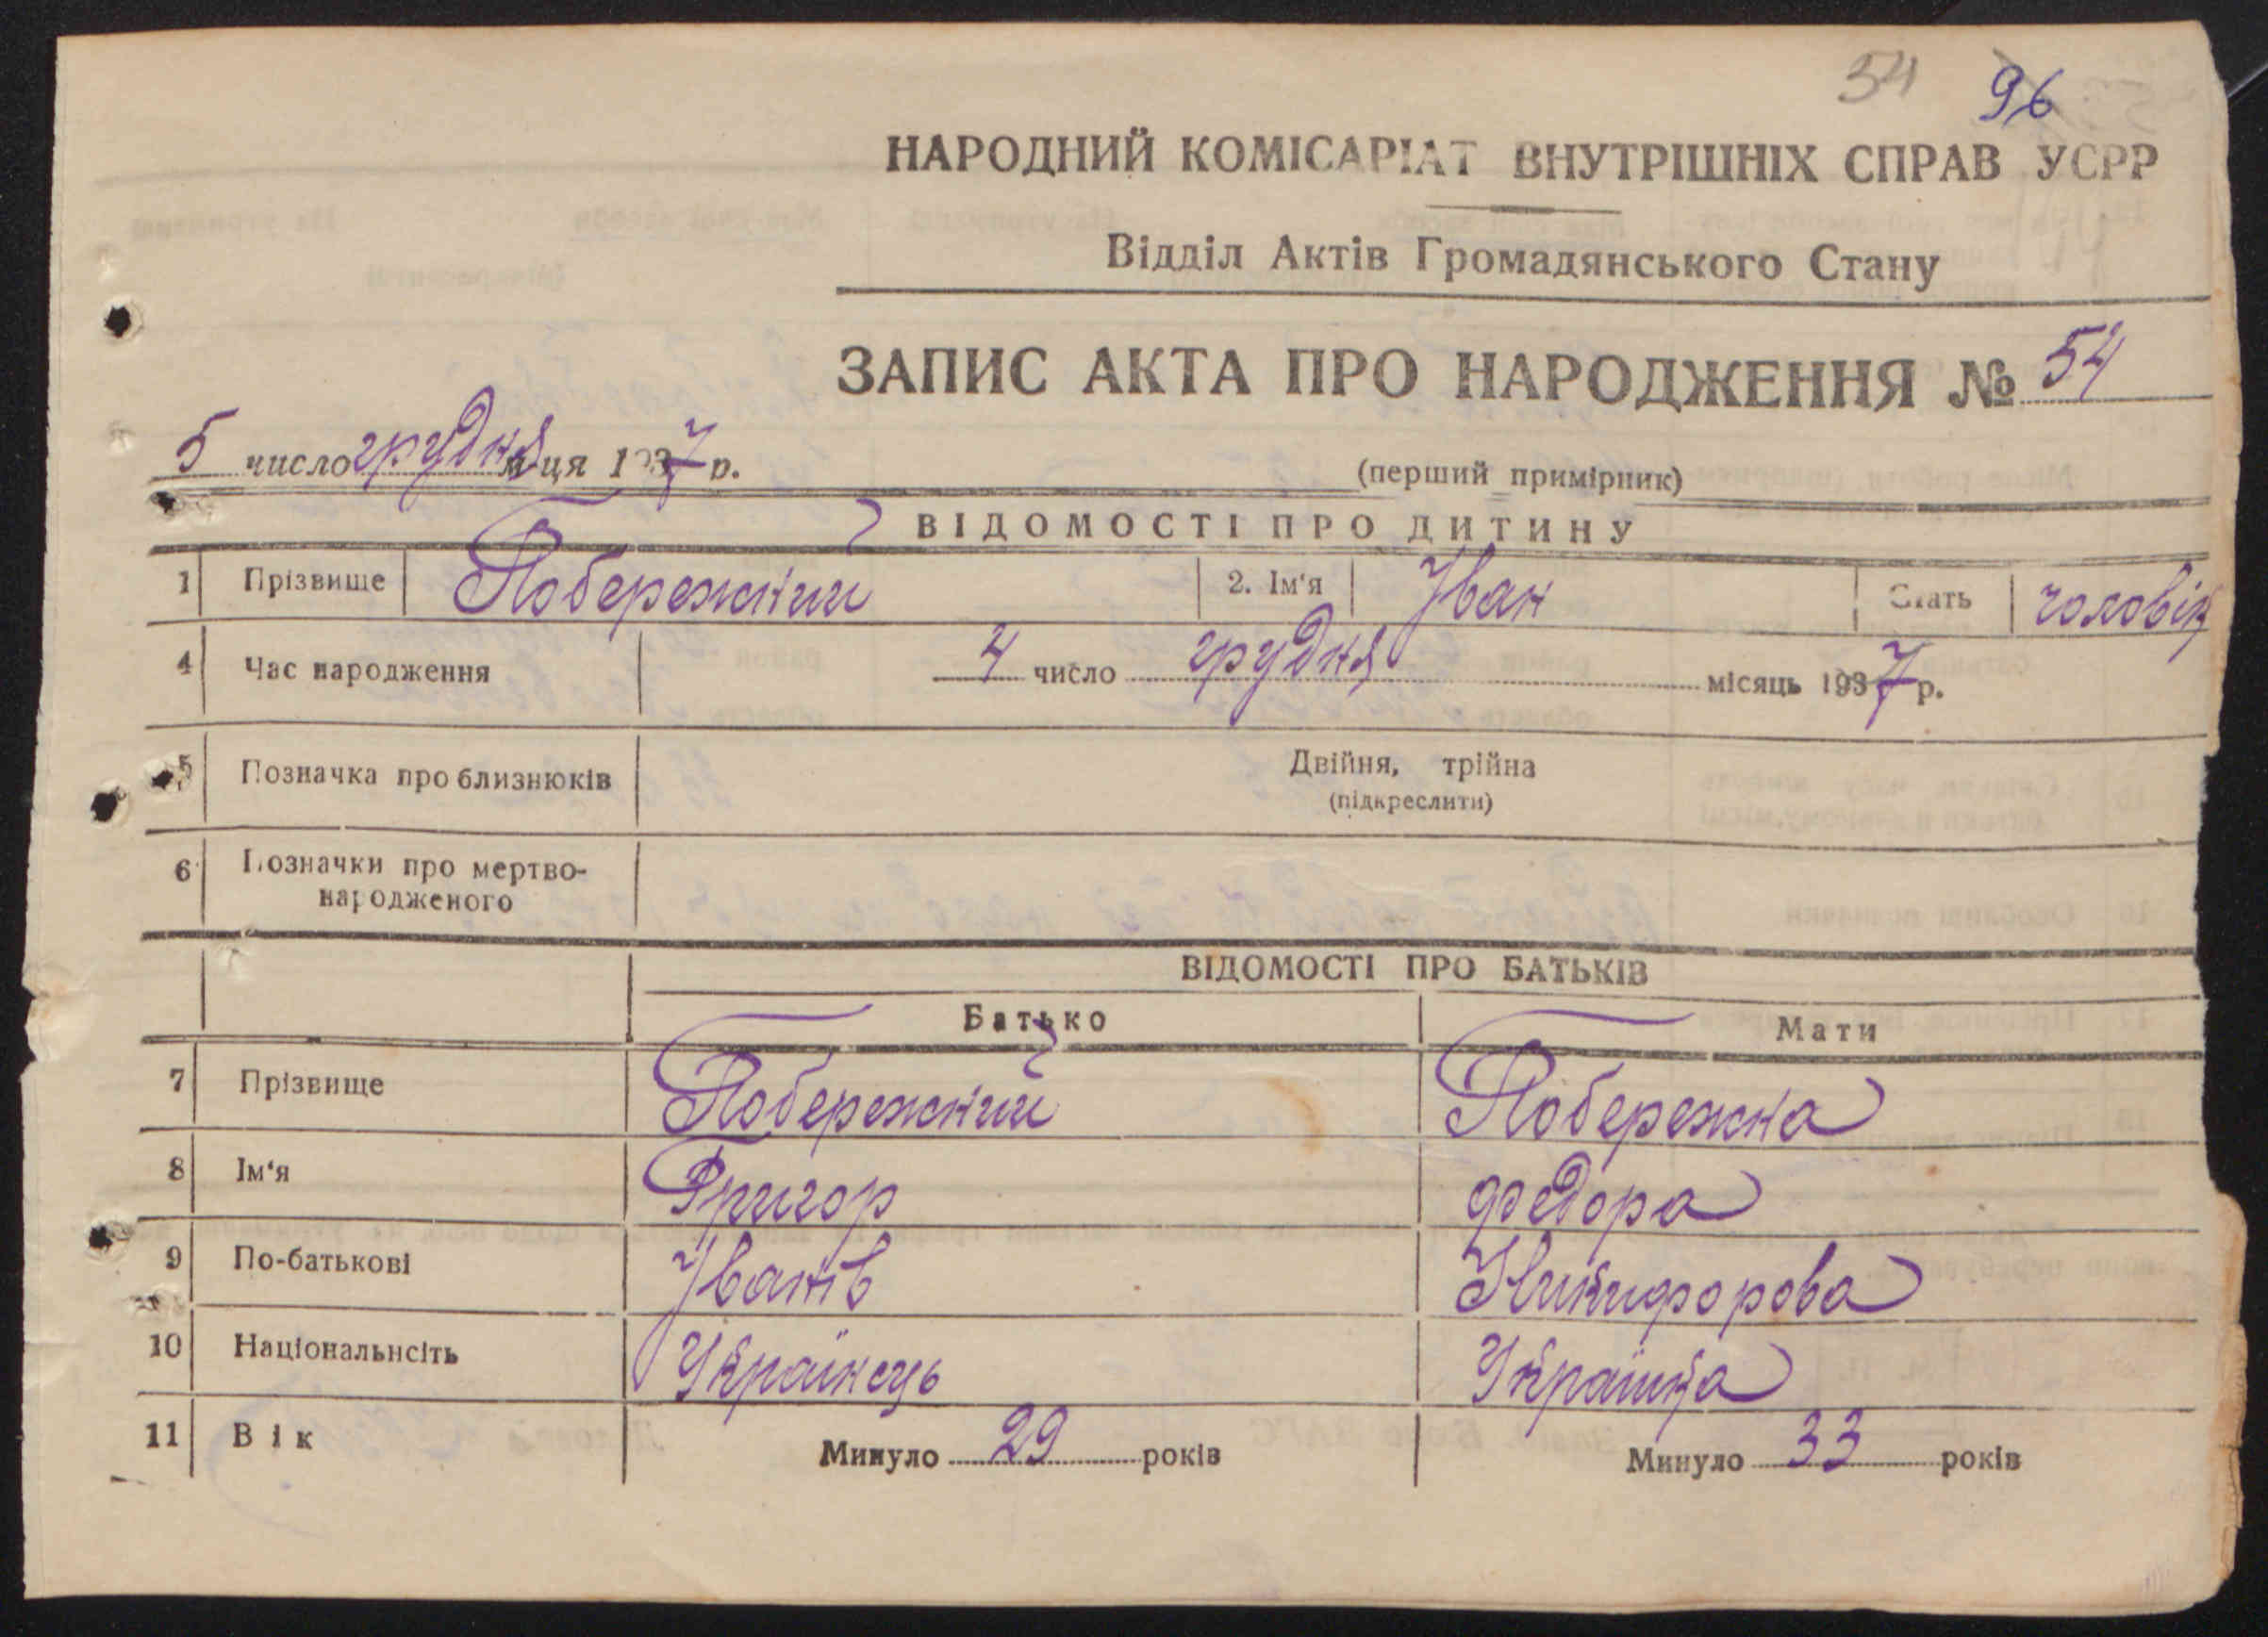 54 96
НАРОДНИЙ КОМІСАРІАТ ВНУТРІШНІХ СПРАВ УСРР
Відділ Актів Громадянського Стану
ЗАПИС АКТА ПРО НАРОДЖЕННЯ № 54
5 число грудня м-ця 1937 р.
(перший примірник)
ВІДОМОСТІ ПРО ДИТИНУ
1 Прізвище Побережний 2. Ім'я Іван Стать чоловік
4 Час народження 4 число грудня місяць 1937 р.
5 Позначка про близнюків Двійня, трійна
(підкреслити)
6 Позначки про мертво-
народженого
ВІДОМОСТІ ПРО БАТЬКІВ
Батько Мати
7 Прізвище Побережний Побережна
8 Ім'я Григор Федора
9 По-батькові Іванів Никифорова
10 Національнсіть Українець Українка
11 Вік Минуло 29 років Минуло 33 років